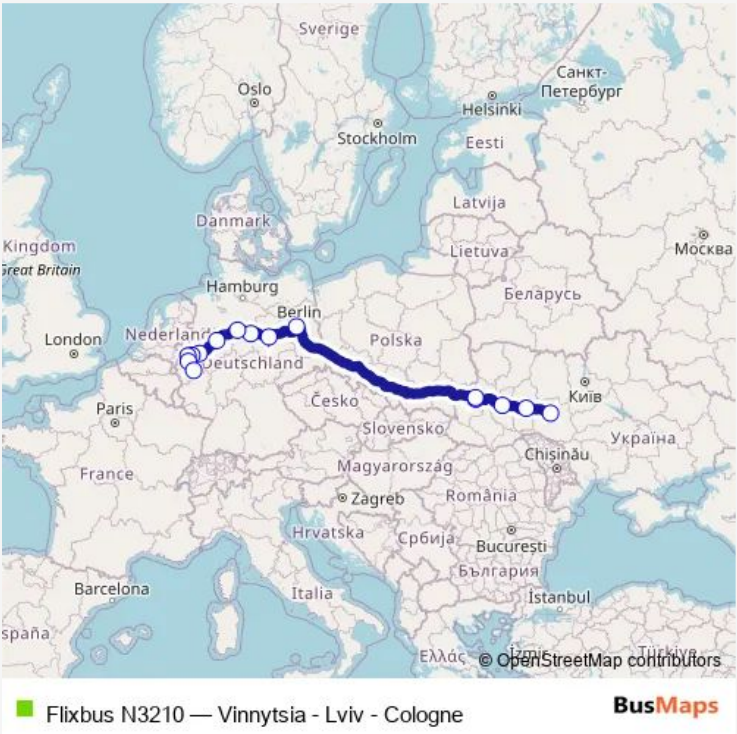 Sverige
Санкт-
Петербург
Oslo
Helsinki
Stockholm
Eesti
Latvija
Danmark
Москва
Kingdom
Lietuva
Great Britain
Hamburg
Беларусь
Berlin
London
Nederland
Polska
Deutschland
Київ
Paris
Česko
Slovensko
Україна
Chișinău
France
Magyarország
România
Zagreb
Hrvatska
Србија
București
България
Barcelona
Italia
İstanbul
spaña
Ελλάς
İzmir
Türkiye
© OpenStreetMap contributors
Flixbus N3210 — Vinnytsia - Lviv - Cologne
BusMaps